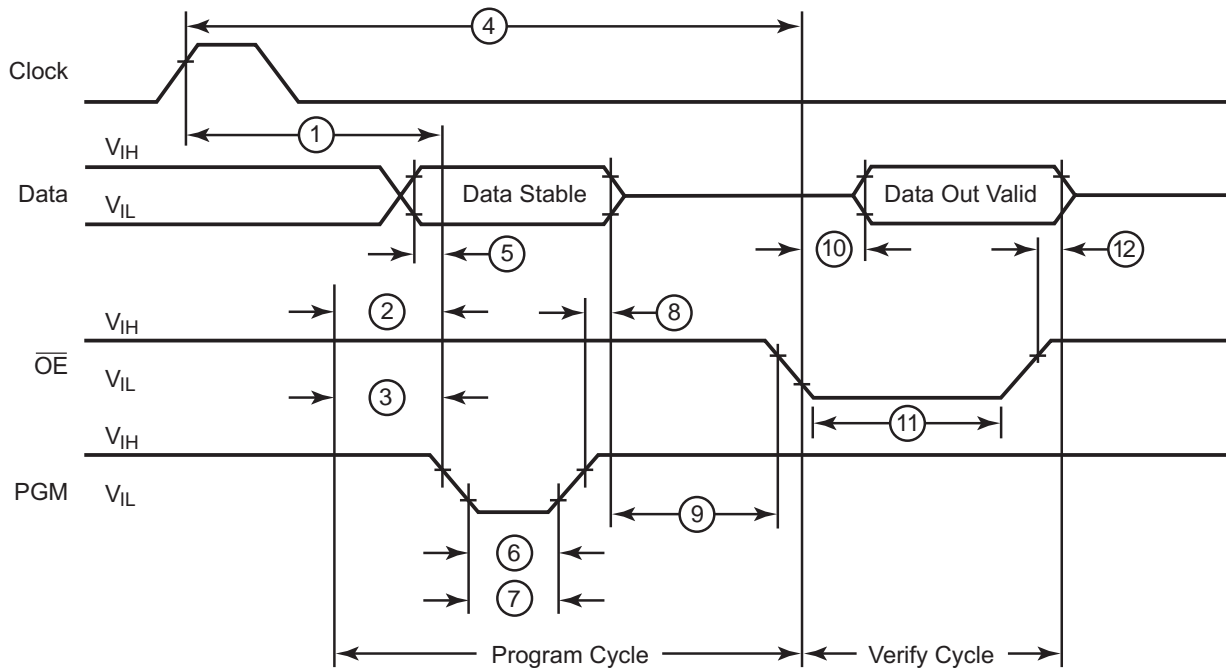 4
Clock
1
VIH
Data
VIL
Data Stable
Data Out Valid
5
10
12
2
8
VIH
OE
VIL
3
11
VIH
PGM
VIL
9
6
7
Program Cycle
Verify Cycle